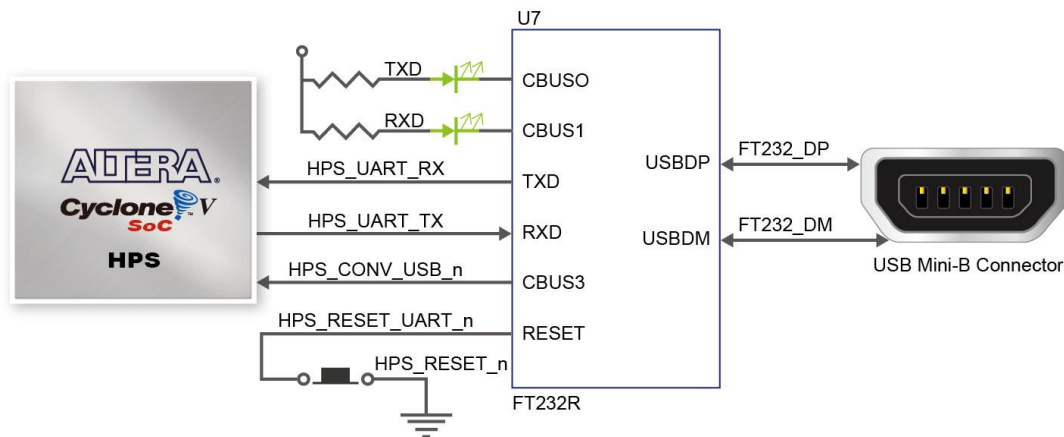 U7
TXD
CBUSO
RXD
CBUS1
ALTERA®
Cyclone™ V
SoC
HPS
HPS_UART_RX
TXD
HPS_UART_TX
RXD
HPS_CONV_USB_n
CBUS3
HPS_RESET_UART_n
RESET
HPS_RESET_n
FT232R
USBDP
FT232_DP
USBDM
FT232_DM
USB Mini-B Connector